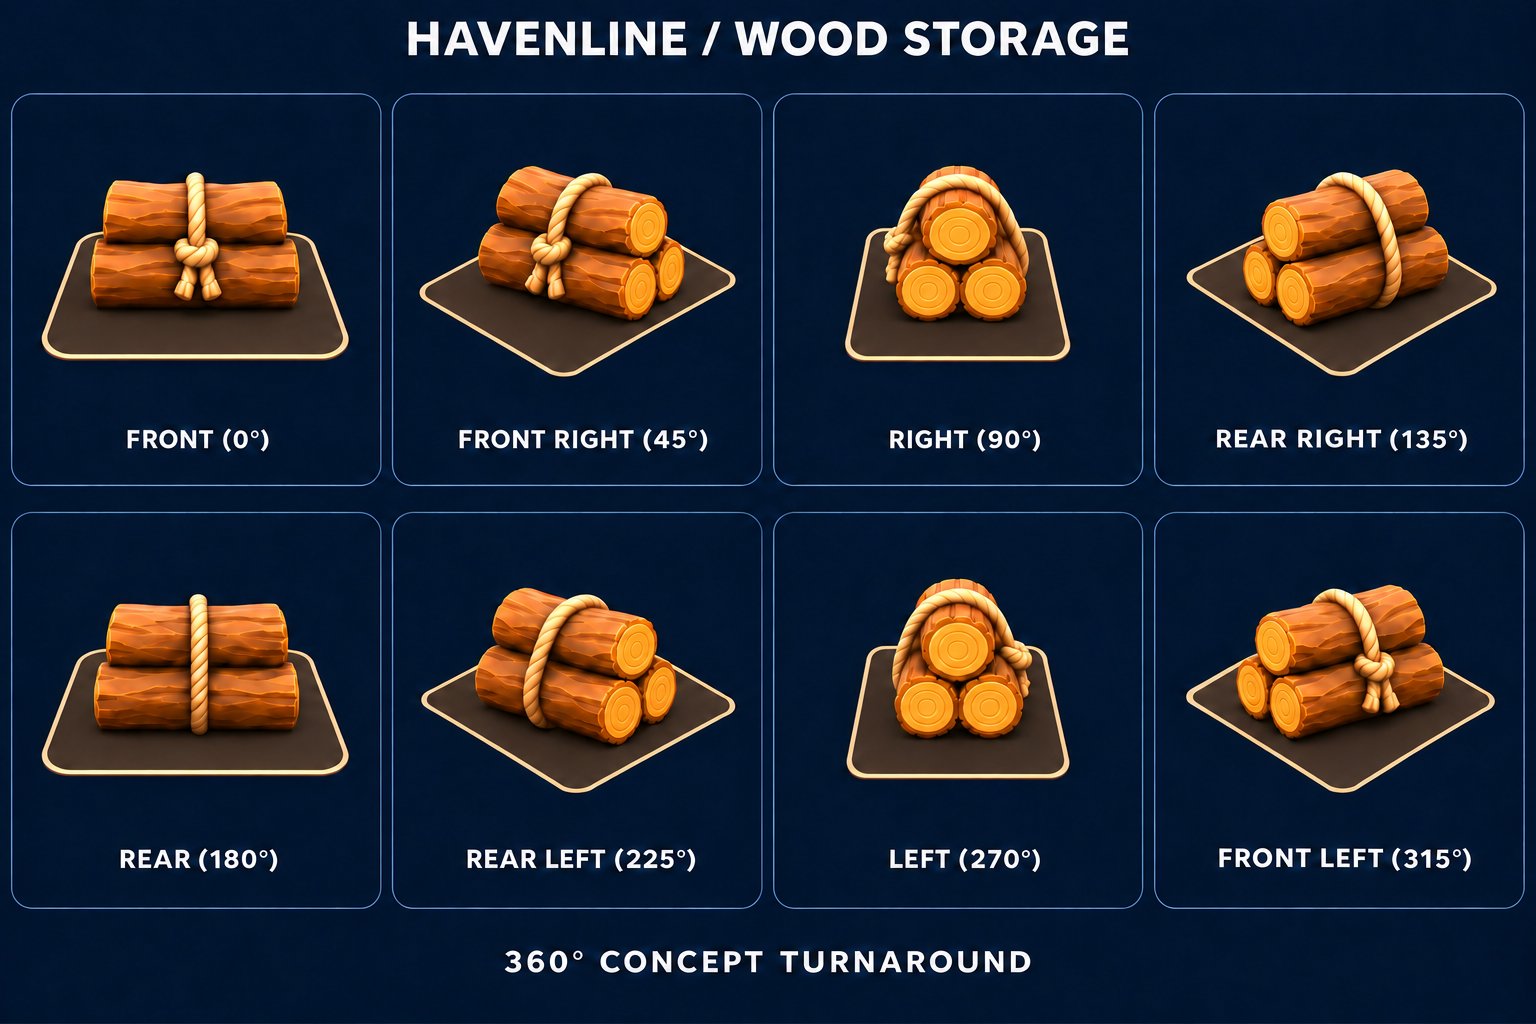 HAVENLINE / WOOD STORAGE
FRONT (0°)
FRONT RIGHT (45°)
RIGHT (90°)
REAR RIGHT (135°)
REAR (180°)
REAR LEFT (225°)
LEFT (270°)
FRONT LEFT (315°)
360° CONCEPT TURNAROUND